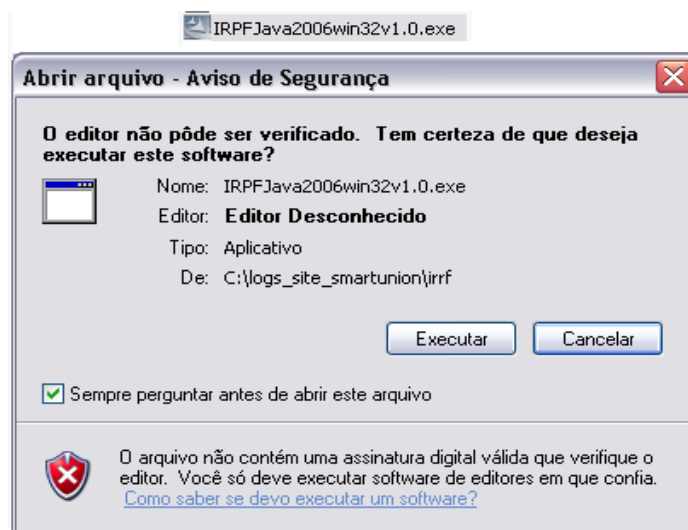 IRPFJava2006win32v1.0.exe
Abrir arquivo - Aviso de Segurança
O editor não pôde ser verificado. Tem certeza de que deseja
executar este software?
Nome: IRPFJava2006win32v1.0.exe
Editor: Editor Desconhecido
Tipo: Aplicativo
De: C:\logs_site_smartunion\irrf
Executar Cancelar
Sempre perguntar antes de abrir este arquivo
O arquivo não contém uma assinatura digital válida que verifique o
editor. Você só deve executar software de editores em que confia.
Como saber se devo executar um software?